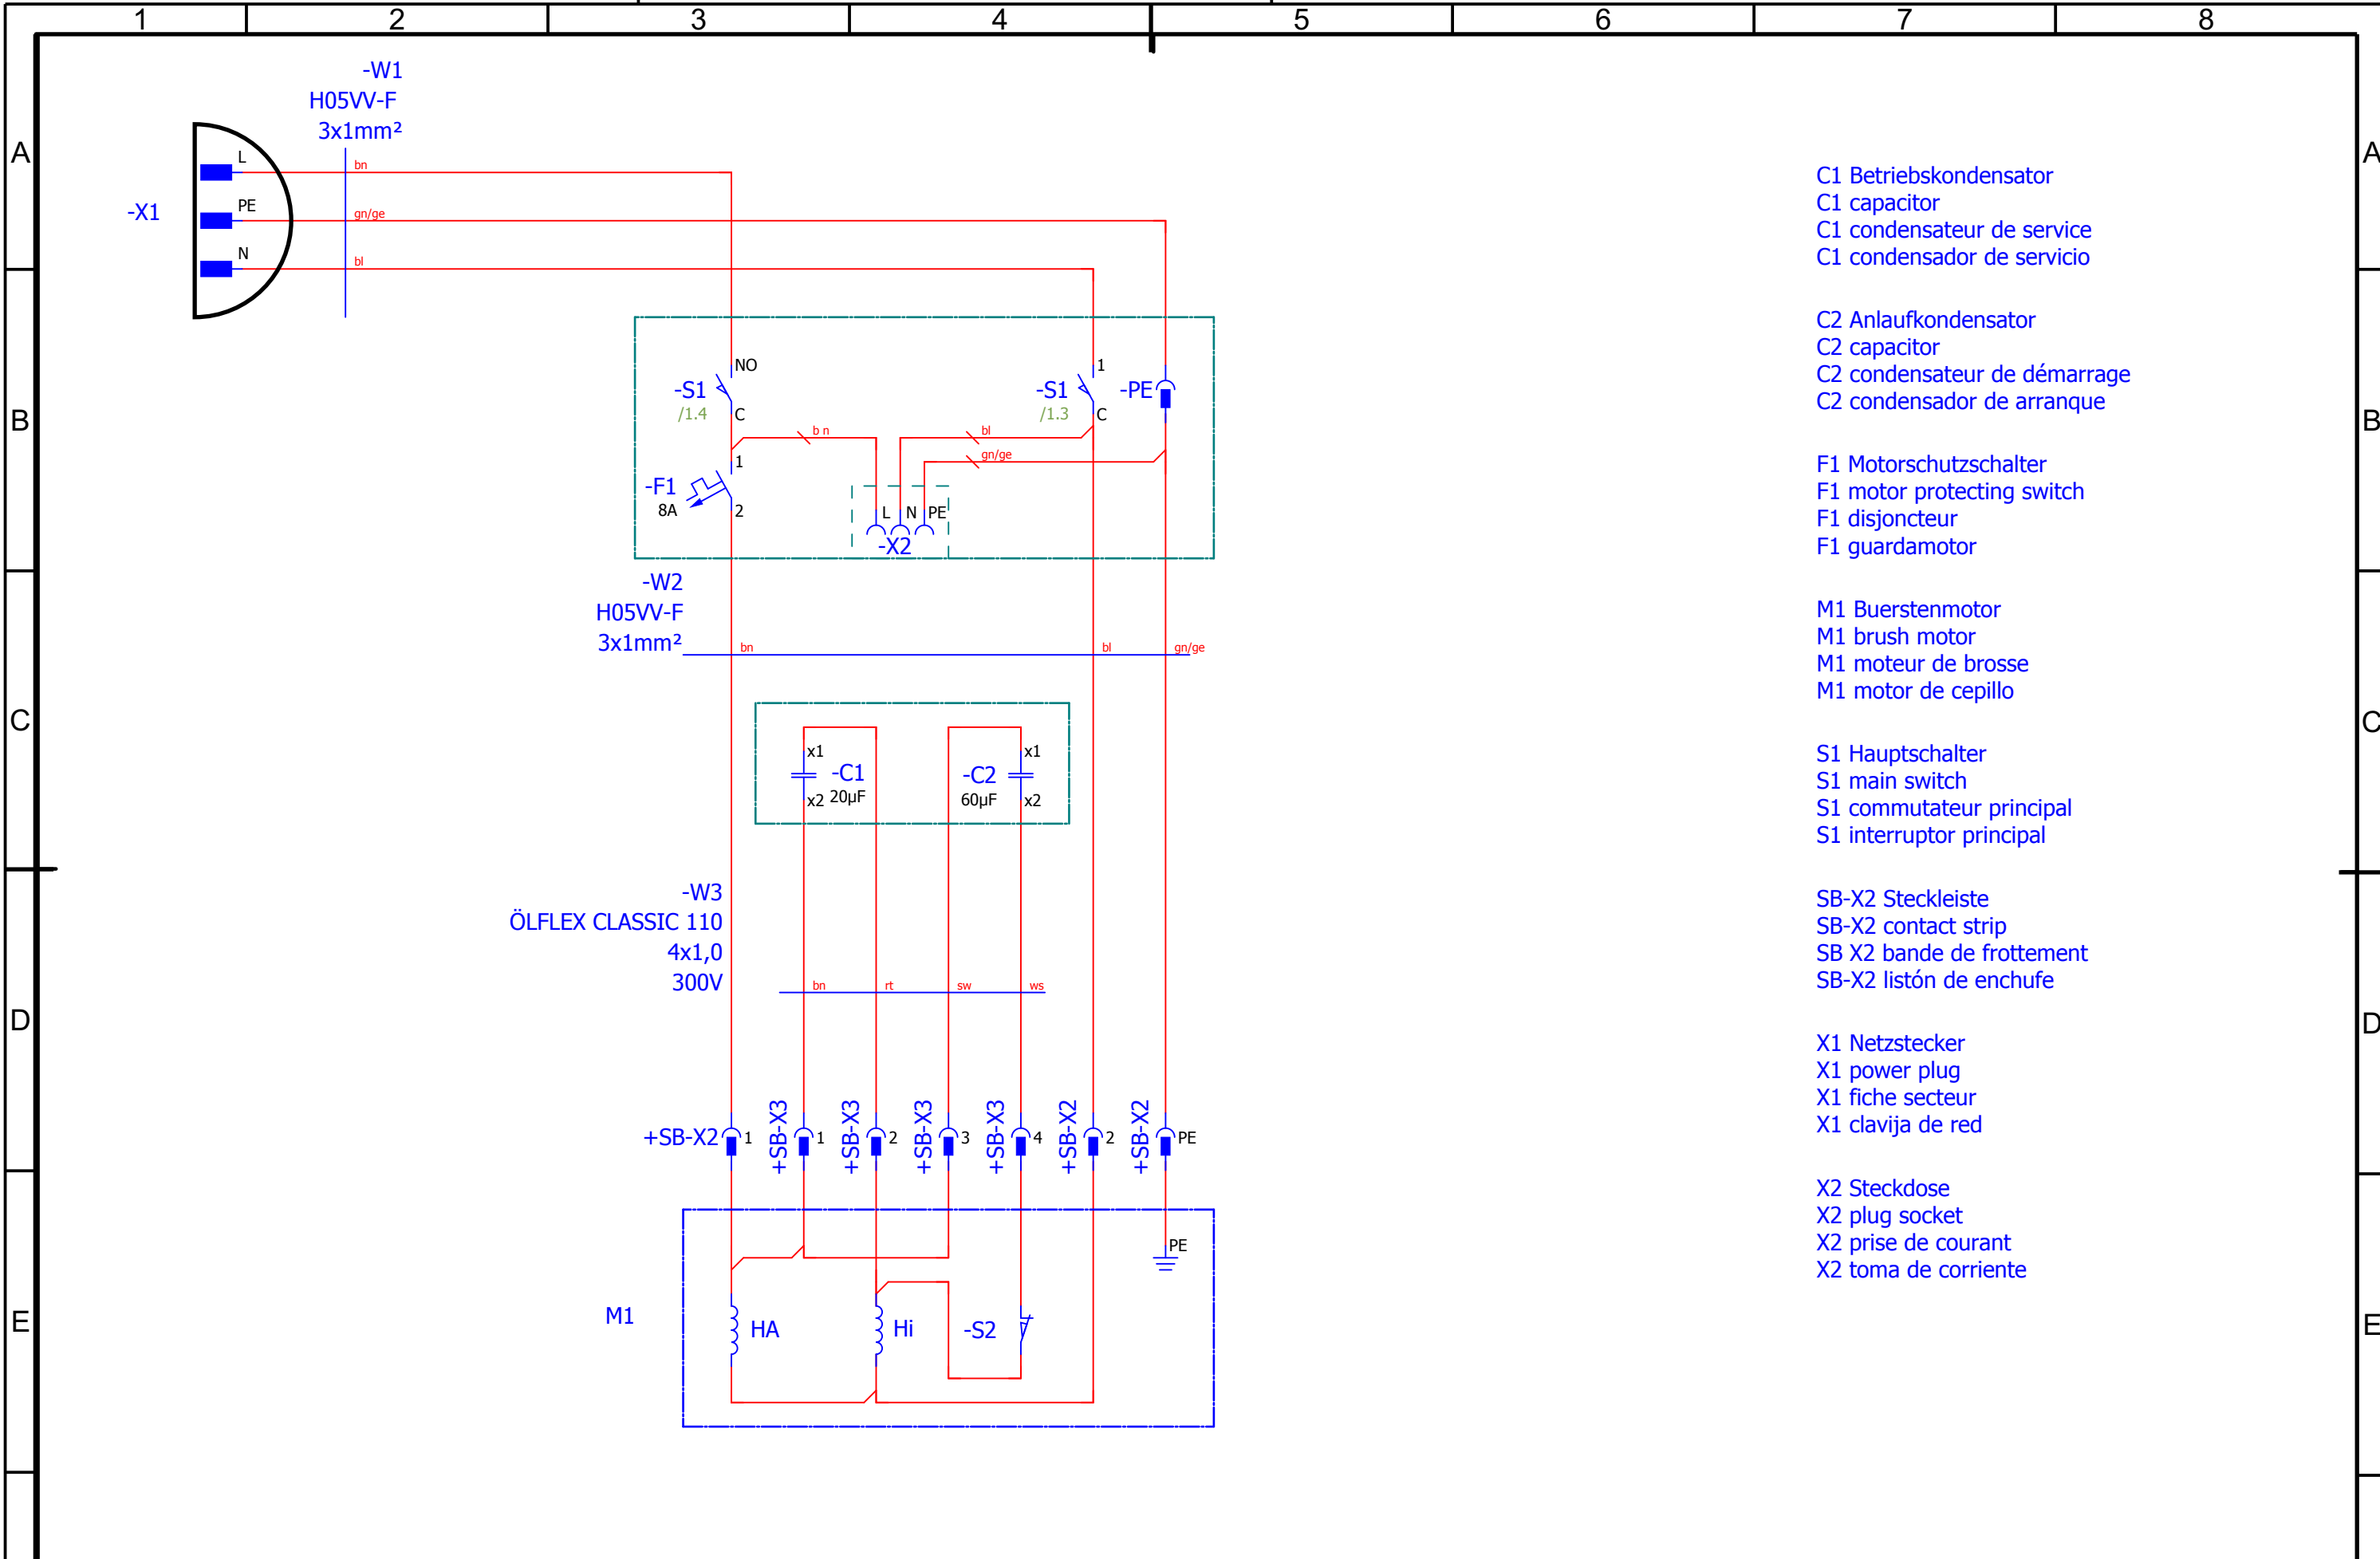 1 2 3 4 5 6 7 8
A A
B B
C C
D D
E E
-W1
H05VV-F
3x1mm²
-X1
L
bn
PE
gn/ge
N
bl
-S1
/1.4
NO
C
-S1
/1.3
1
C
-PE
b n
bl
gn/ge
-F1
8A
1
2
L N PE
-X2
-W2
H05VV-F
3x1mm²
bn bl gn/ge
x1
-C1
x2 20µF
x1
-C2
60µF x2
-W3
ÖLFLEX CLASSIC 110
4x1,0
300V
bn rt sw ws
+SB-X2 1
+SB-X3 1
+SB-X3 2
+SB-X3 3
+SB-X3 4
+SB-X2 2
+SB-X2 PE
PE
M1
HA
Hi
-S2
C1 Betriebskondensator
C1 capacitor
C1 condensateur de service
C1 condensador de servicio
C2 Anlaufkondensator
C2 capacitor
C2 condensateur de démarrage
C2 condensador de arranque
F1 Motorschutzschalter
F1 motor protecting switch
F1 disjoncteur
F1 guardamotor
M1 Buerstenmotor
M1 brush motor
M1 moteur de brosse
M1 motor de cepillo
S1 Hauptschalter
S1 main switch
S1 commutateur principal
S1 interruptor principal
SB-X2 Steckleiste
SB-X2 contact strip
SB X2 bande de frottement
SB-X2 listón de enchufe
X1 Netzstecker
X1 power plug
X1 fiche secteur
X1 clavija de red
X2 Steckdose
X2 plug socket
X2 prise de courant
X2 toma de corriente